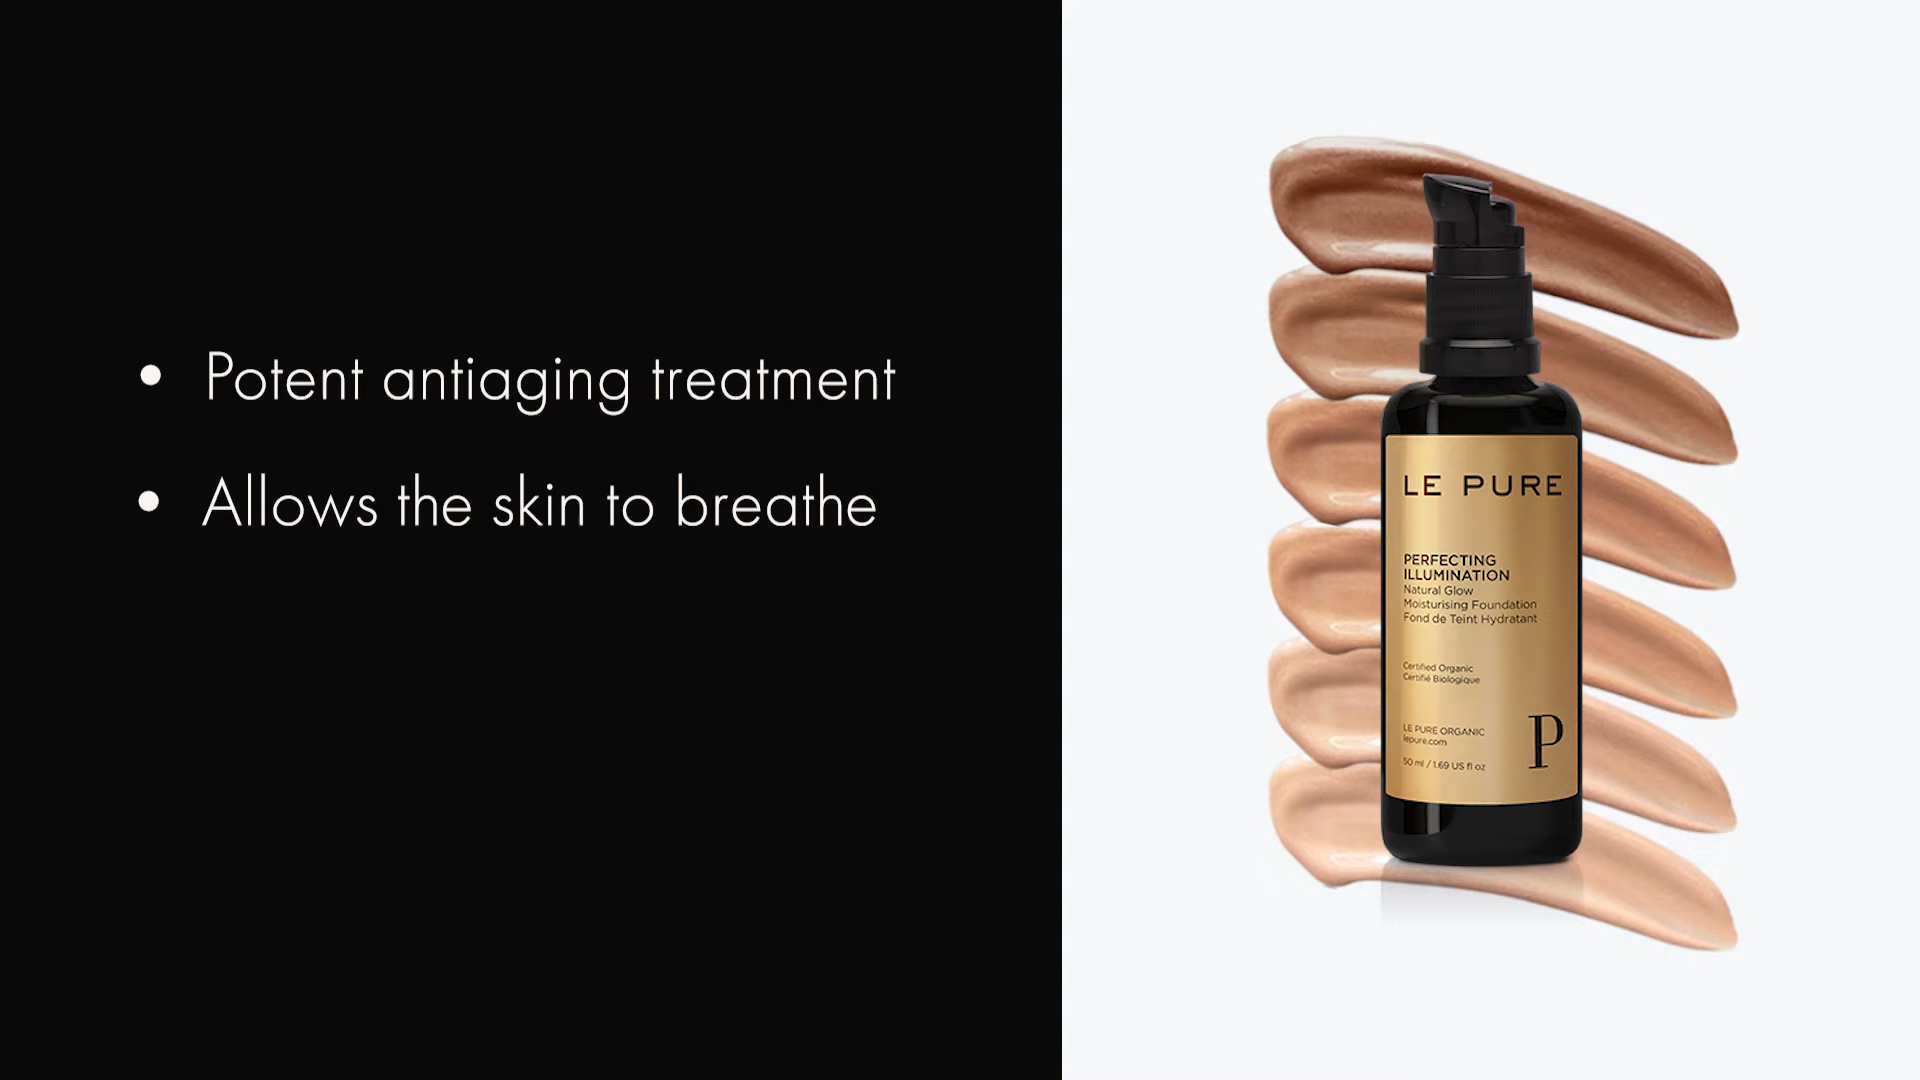 • Potent antiaging treatment
• Allows the skin to breathe
LE PURE
PERFECTING
ILLUMINATION
Natural Glow
Moisturising Foundation
Fond de Teint Hydratant
Certified Organic
Certifié Biologique
LE PURE ORGANIC
lepure.com
50 ml / 1.69 US fl oz
P